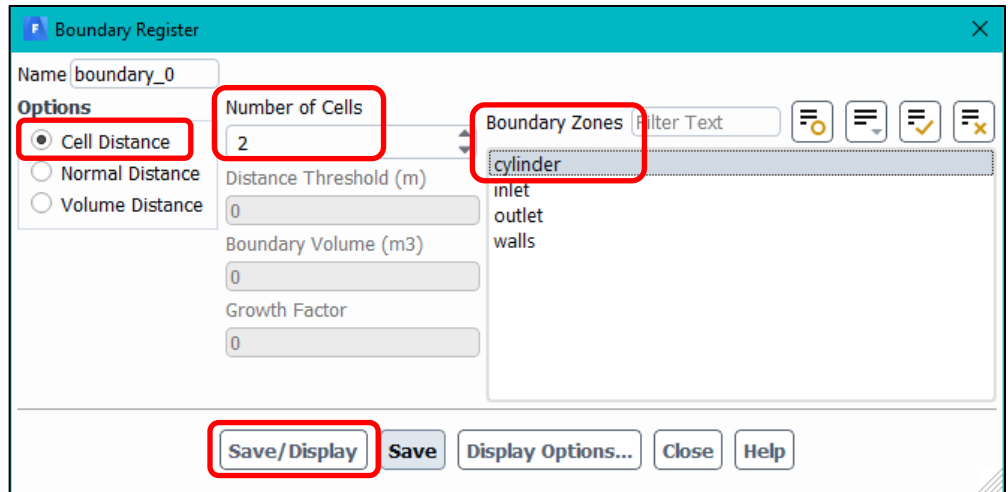 F Boundary Register
Name boundary_0
Options
Cell Distance
Normal Distance
Volume Distance
Number of Cells
2
Distance Threshold (m)
0
Boundary Volume (m3)
0
Growth Factor
0
Boundary Zones Filter Text
cylinder
inlet
outlet
walls
Save/Display Save Display Options... Close Help